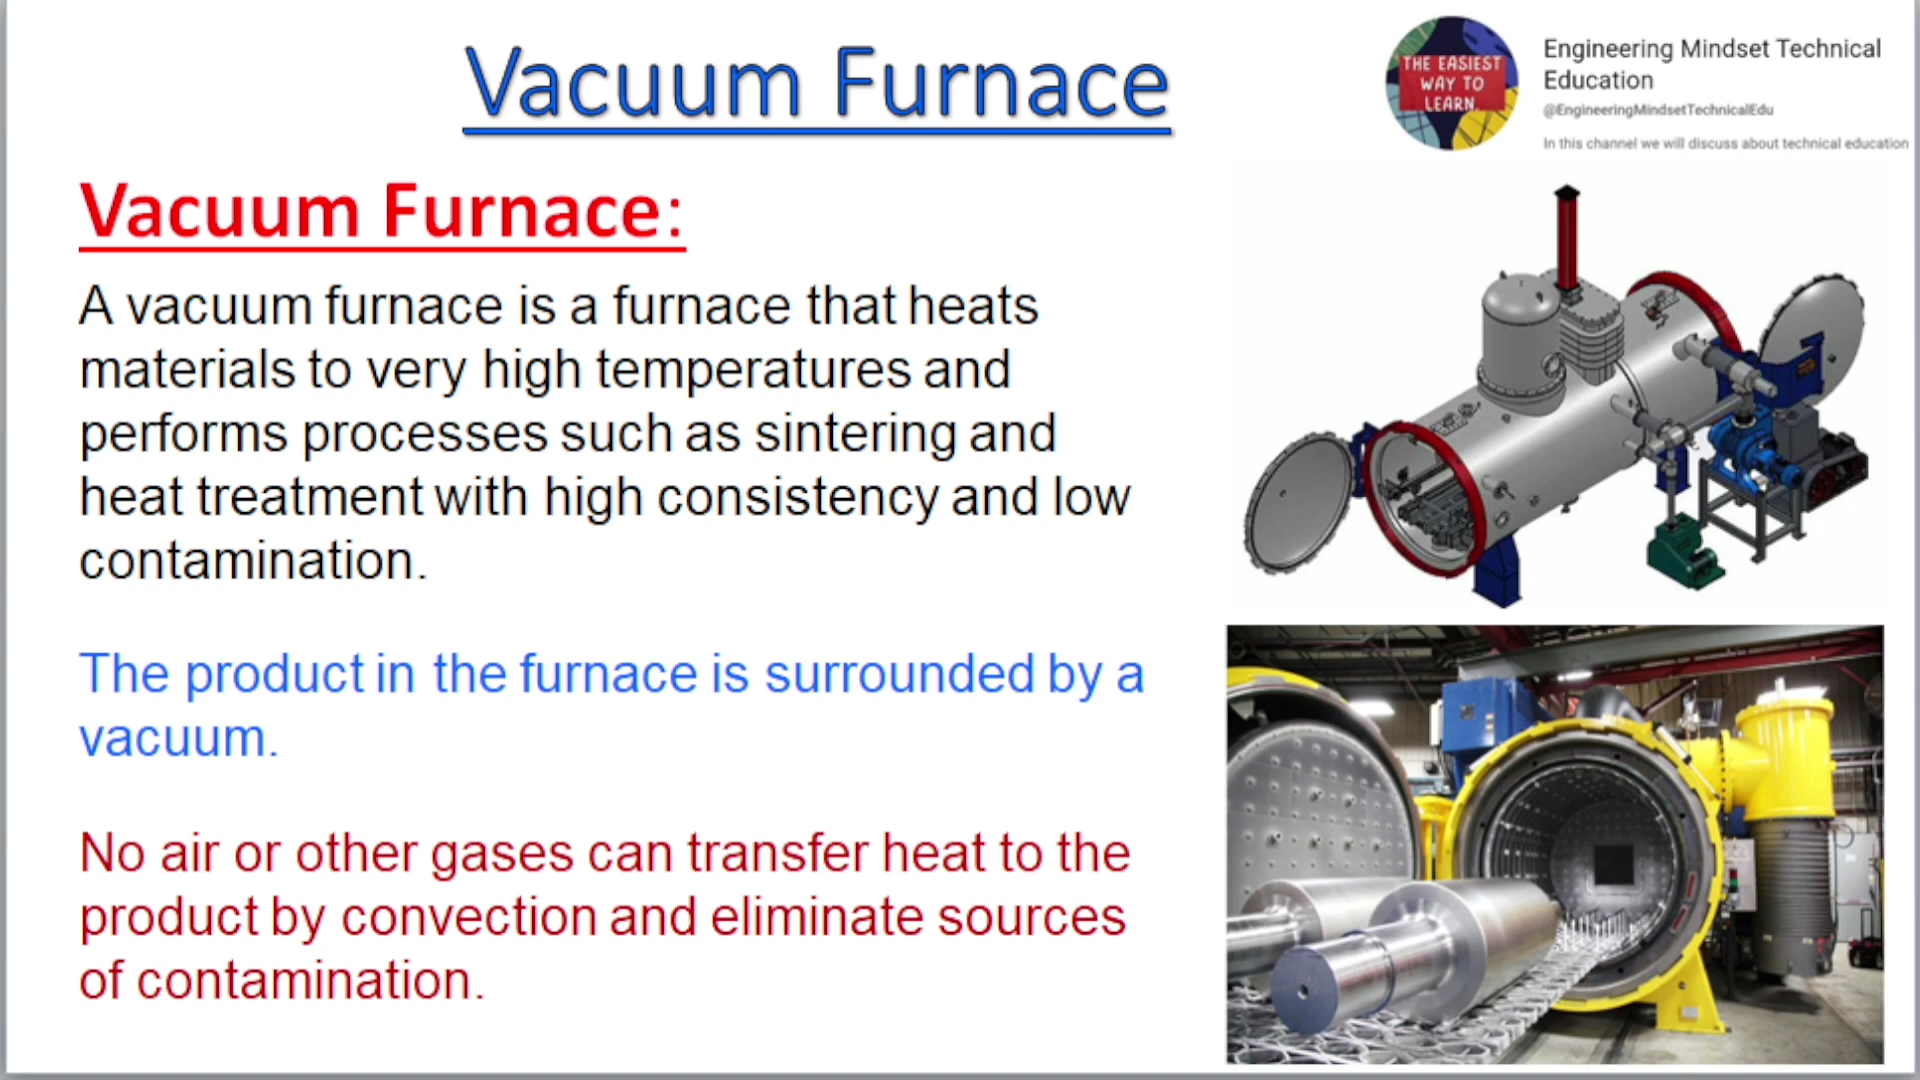 Vacuum Furnace
THE EASIEST
WAY TO
LEARN.
Engineering Mindset Technical
Education
@EngineeringMindsetTechnicalEdu
In this channel we will discuss about technical education
Vacuum Furnace:
A vacuum furnace is a furnace that heats
materials to very high temperatures and
performs processes such as sintering and
heat treatment with high consistency and low
contamination.
The product in the furnace is surrounded by a
vacuum.
No air or other gases can transfer heat to the
product by convection and eliminate sources
of contamination.